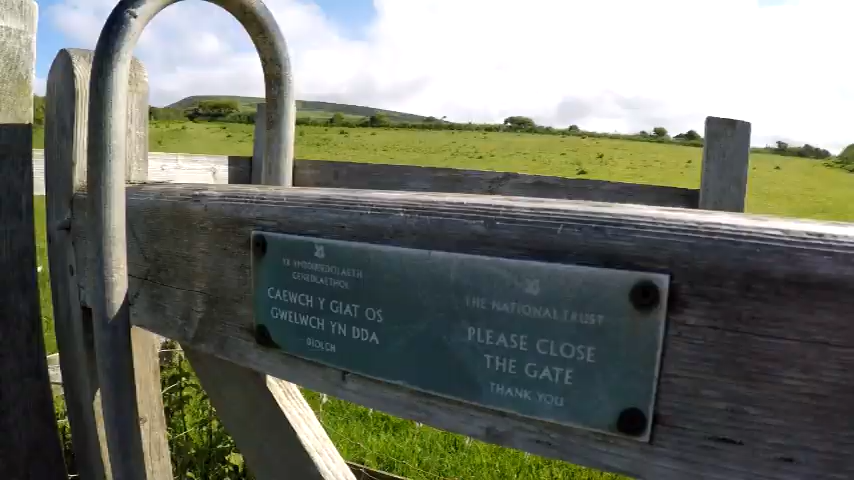 YR YMDDIRIEDOLAETH
GENEDLAETHOL
CAEWCH Y GIAT OS
GWELWCH YN DDA
DIOLCH
THE NATIONAL TRUST
PLEASE CLOSE
THE GATE
THANK YOU